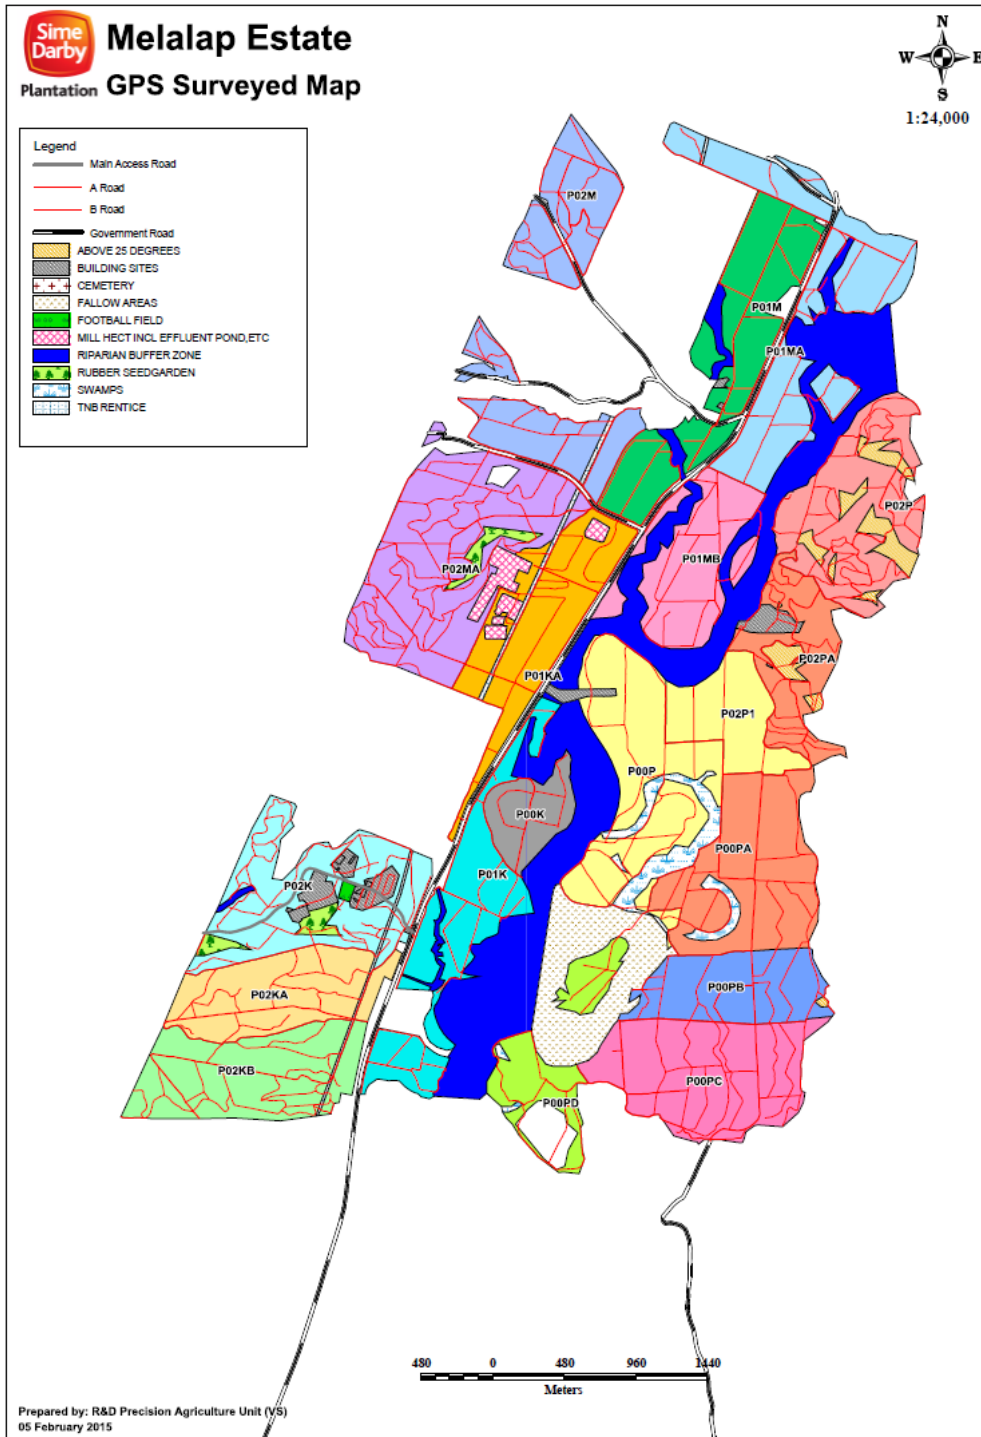 Sime
Darby
Plantation
Melalap Estate
GPS Surveyed Map
N
W
E
S
1:24,000
Legend
Main Access Road
A Road
B Road
Government Road
ABOVE 25 DEGREES
BUILDING SITES
CEMETERY
FALLOW AREAS
FOOTBALL FIELD
MILL HECT INCL EFFLUENT POND,ETC
RIPARIAN BUFFER ZONE
RUBBER SEEDGARDEN
SWAMPS
TNB RENTICE
P02M
P01M
P01MA
P02P
P01MB
P02MA
P02PA
P01KA
P02P1
P00P
P00K
P00PA
P01K
P02K
P00PB
P02KA
P02KB
P00PC
P00PD
480 0 480 960 1440
Meters
Prepared by: R&D Precision Agriculture Unit (VS)
05 February 2015